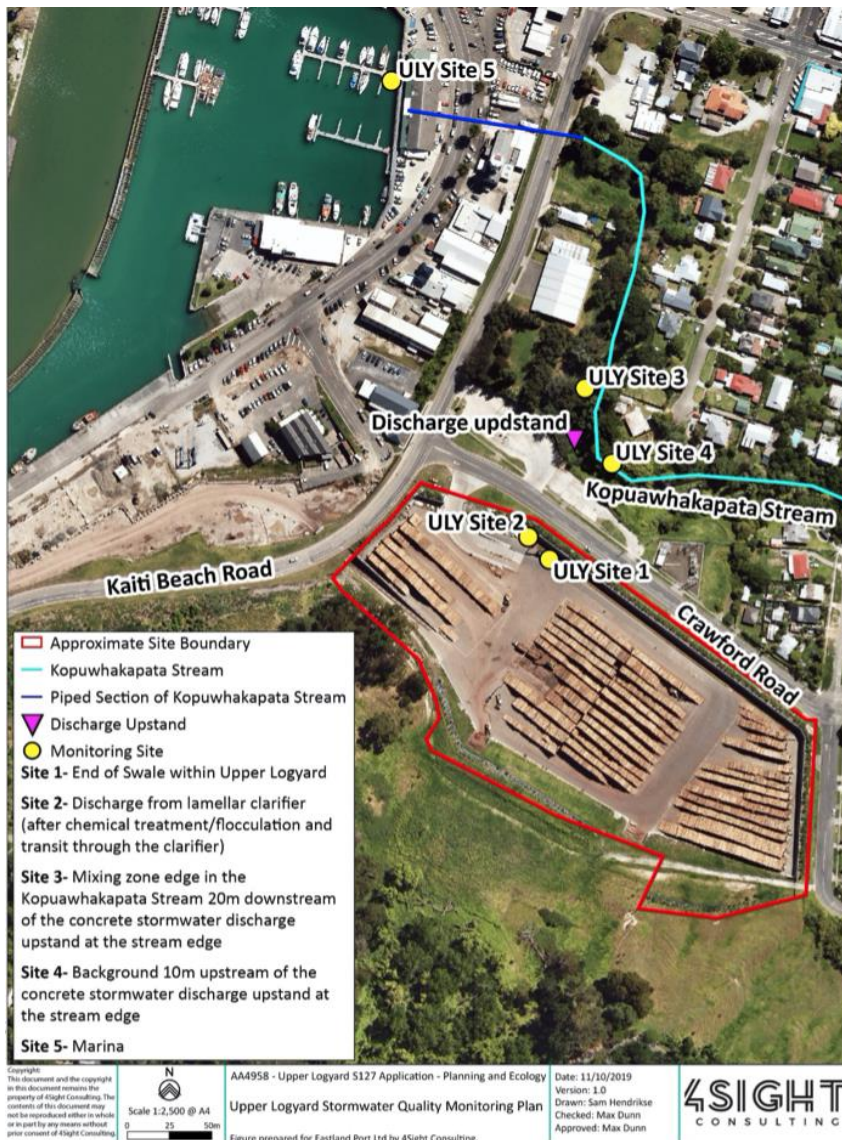 ULY Site 5
ULY Site 3
Discharge updstand
ULY Site 4
Kopuawhakapata Stream
ULY Site 2
ULY Site 1
Kaiti Beach Road
Crawford Road
Approximate Site Boundary
Kopuwhakapata Stream
Piped Section of Kopuwhakapata Stream
Discharge Upstand
Monitoring Site
Site 1- End of Swale within Upper Logyard
Site 2- Discharge from lamellar clarifier
(after chemical treatment/flocculation and
transit through the clarifier)
Site 3- Mixing zone edge in the
Kopuawhakapata Stream 20m downstream
of the concrete stormwater discharge
upstand at the stream edge
Site 4- Background 10m upstream of the
concrete stormwater discharge upstand at
the stream edge
Site 5- Marina
Copyright:
This document and the copyright
in this document remains the
property of 4Sight Consulting. The
contents of this document may
not be reproduced either in whole
or in part by any means without
prior consent of 4Sight Consulting.
N
Scale 1:2,500 @ A4
0 25 50m
AA4958 - Upper Logyard S127 Application - Planning and Ecology
Upper Logyard Stormwater Quality Monitoring Plan
Figure prepared for Eastland Port Ltd by 4Sight Consulting
Date: 11/10/2019
Version: 1.0
Drawn: Sam Hendrikse
Checked: Max Dunn
Approved: Max Dunn
4SIGHT
CONSULTING